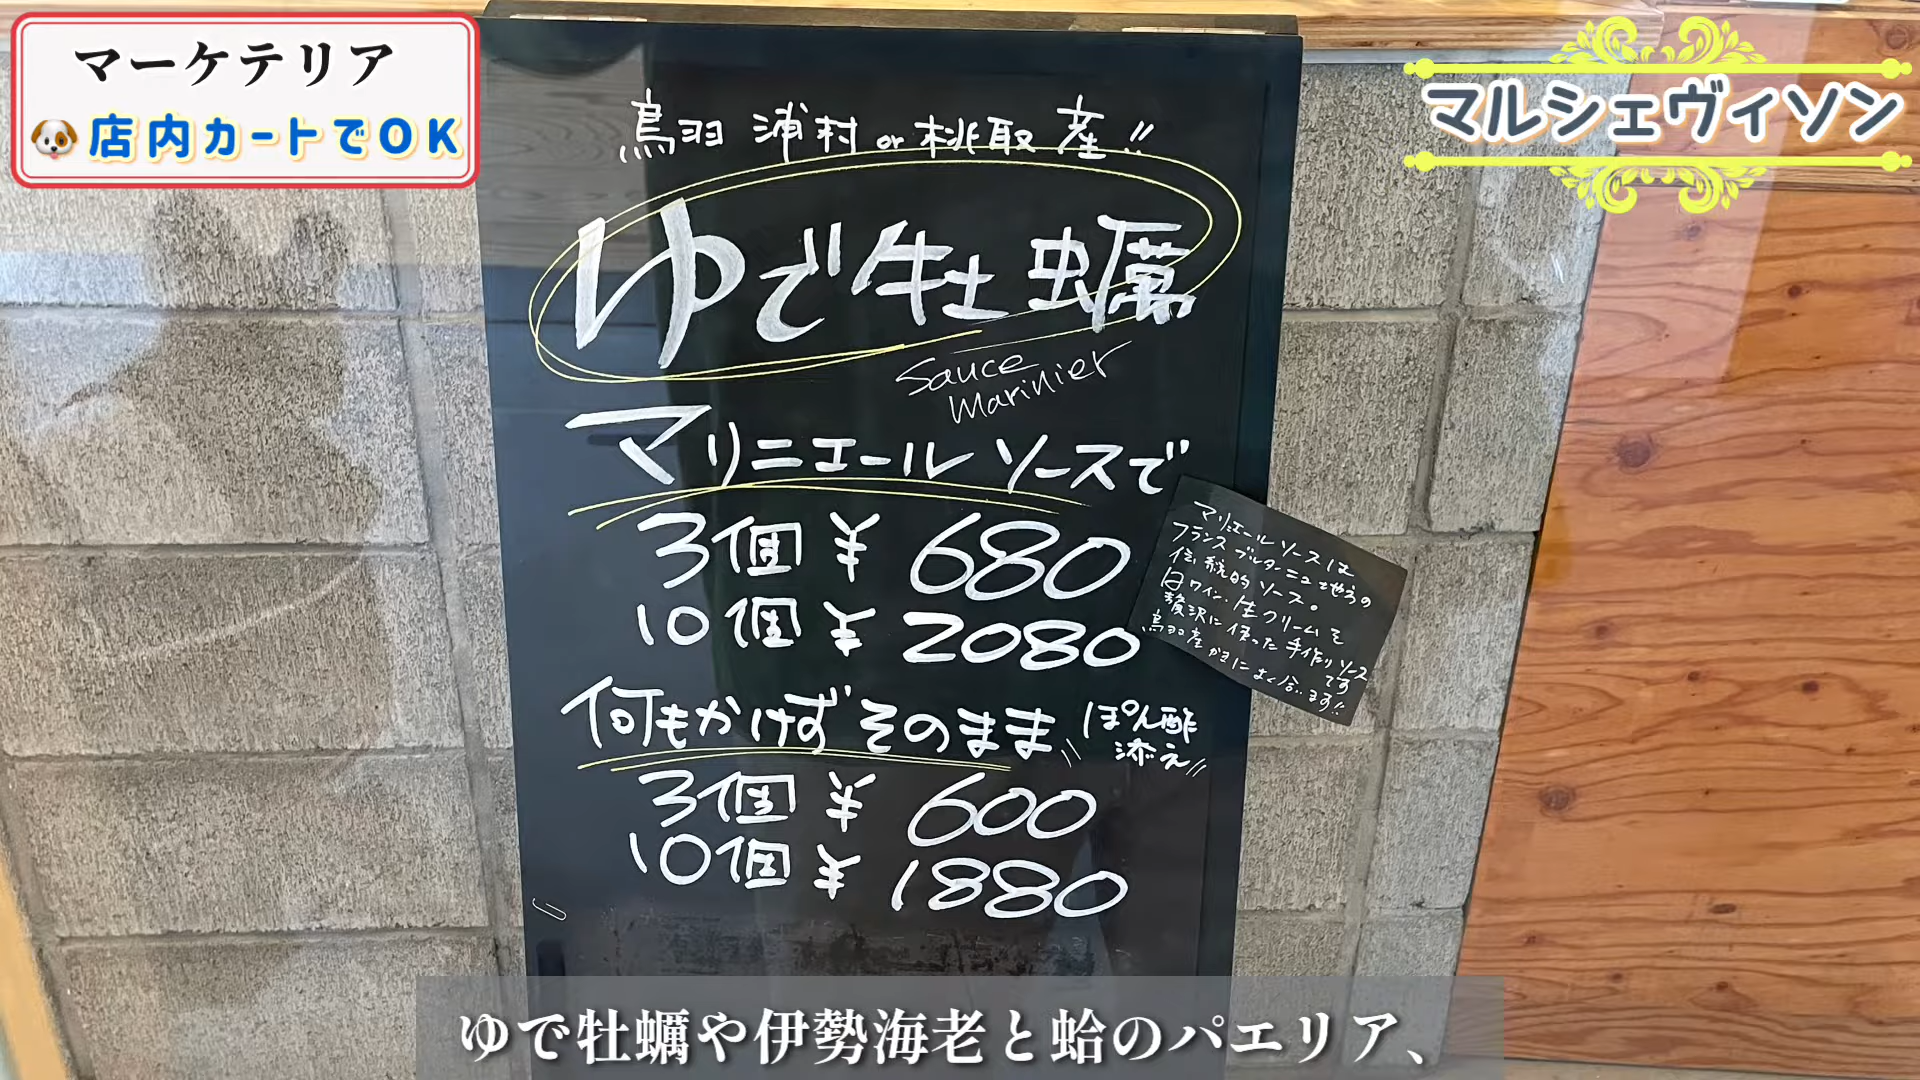 マーケテリア
店内カートでOK
マルシェヴィソン
鳥羽 浦村 or 桃取 産!!
ゆで牡蠣
Sauce
Marinier
マリニエール ソースで
3個 ¥ 680
10個 ¥ 2080
マリニエール ソースは
フランス ブルターニュ地方の
伝統的 ソース。
白ワイン、生クリームを
贅沢に 使った 手作り ソース
です
鳥羽産 かきに よく合います!!
何もかけず そのまま
ぽん酢
添え
3個 ¥ 600
10個 ¥ 1880
ゆで牡蠣や伊勢海老と蛤のパエリア、